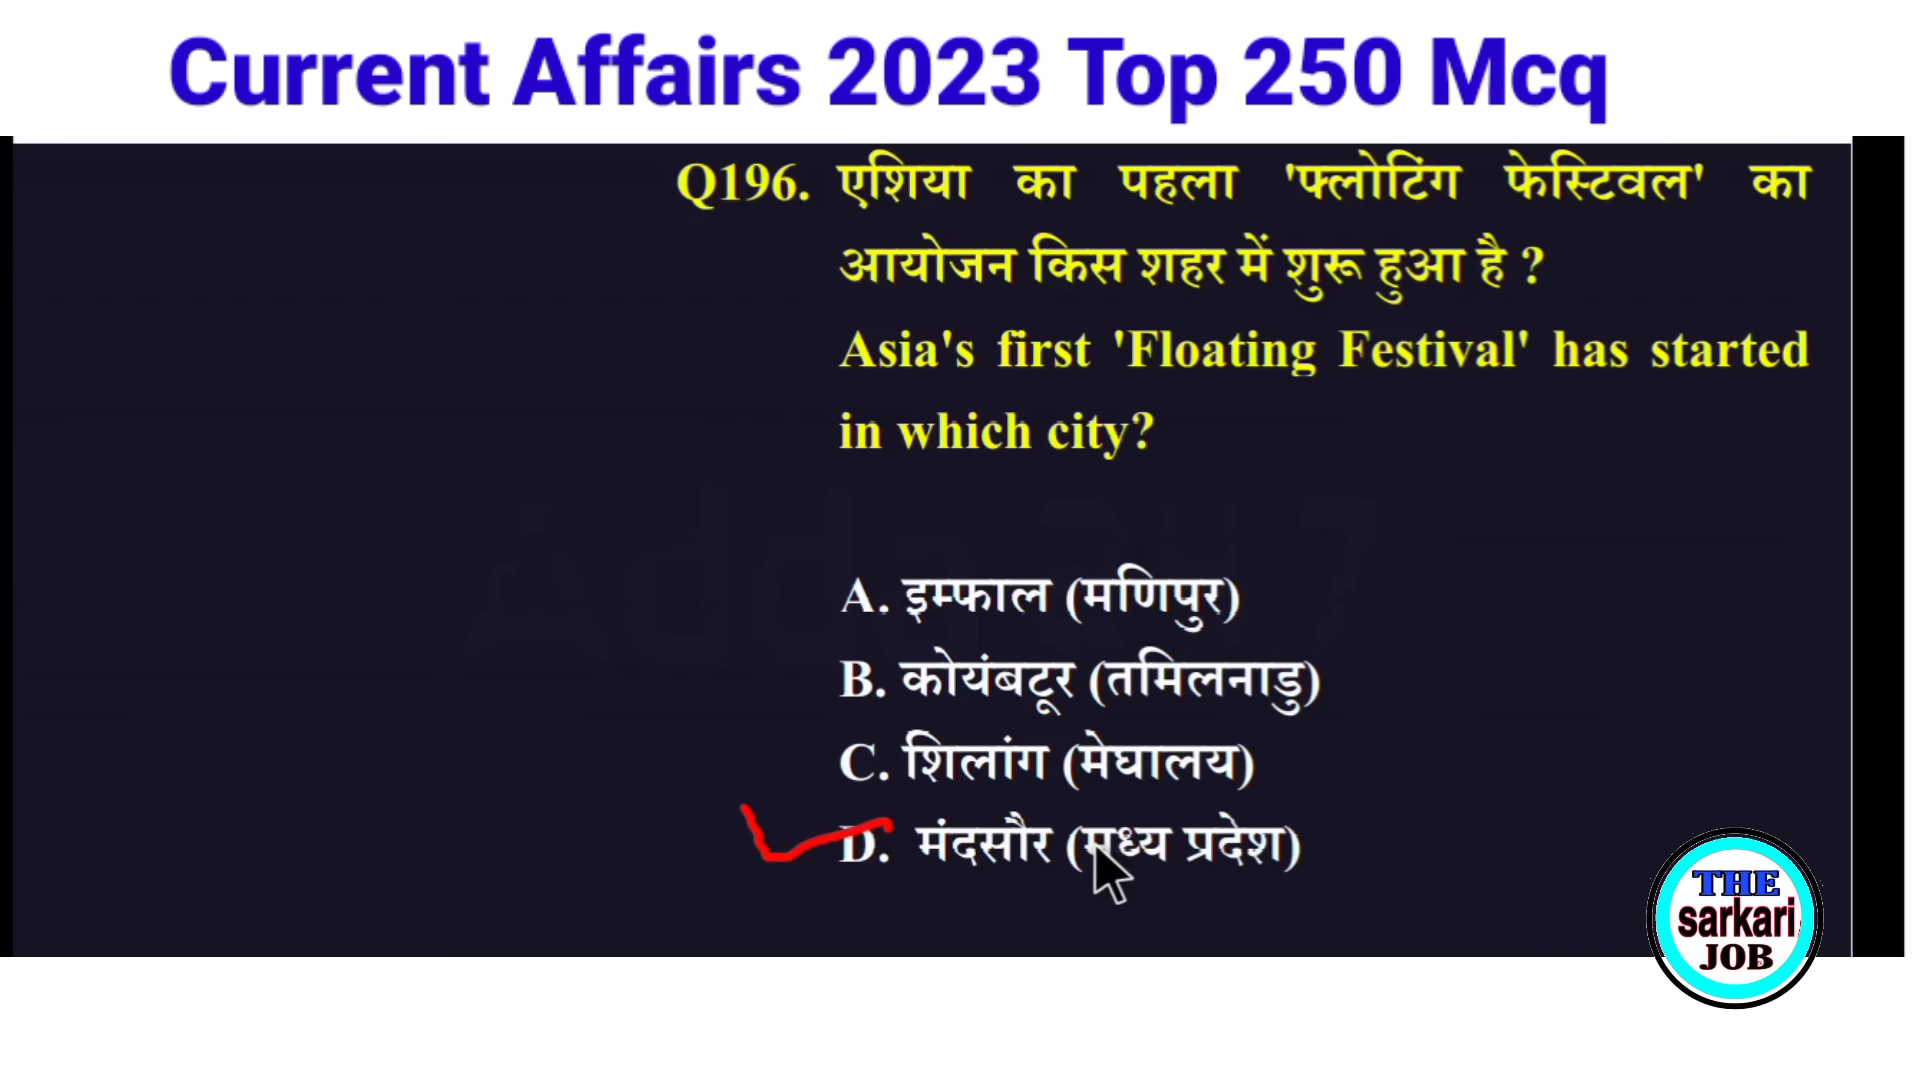 Current Affairs 2023 Top 250 Mcq
Q196. एशिया का पहला 'फ्लोटिंग फेस्टिवल' का
आयोजन किस शहर में शुरू हुआ है ?
Asia's first 'Floating Festival' has started
in which city?
Adda247
A. इम्फाल (मणिपुर)
B. कोयंबटूर (तमिलनाडु)
C. शिलांग (मेघालय)
D. मंदसौर (मध्य प्रदेश)
THE
sarkari
JOB